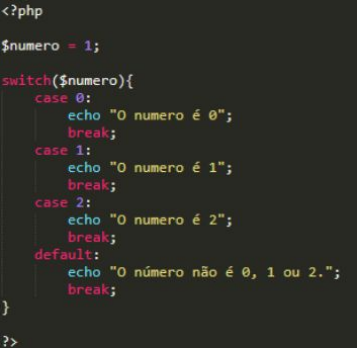 <?php
$numero = 1;
switch($numero){
case 0:
echo "O numero é 0";
break;
case 1:
echo "O numero é 1";
break;
case 2:
echo "O numero é 2";
break;
default:
echo "O número não é 0, 1 ou 2.";
break;
}
?>